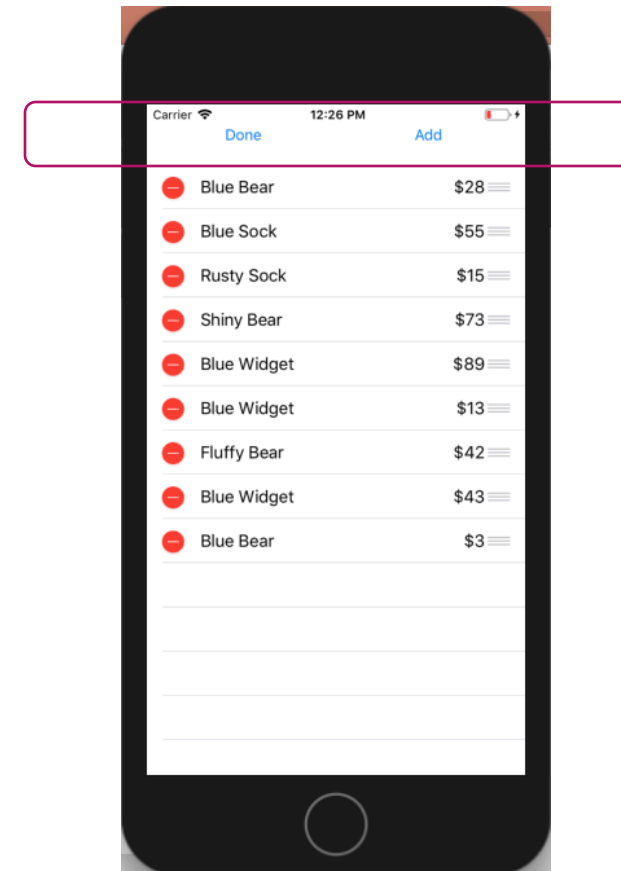 Carrier 12:26 PM
Done Add
Blue Bear $28
Blue Sock $55
Rusty Sock $15
Shiny Bear $73
Blue Widget $89
Blue Widget $13
Fluffy Bear $42
Blue Widget $43
Blue Bear $3